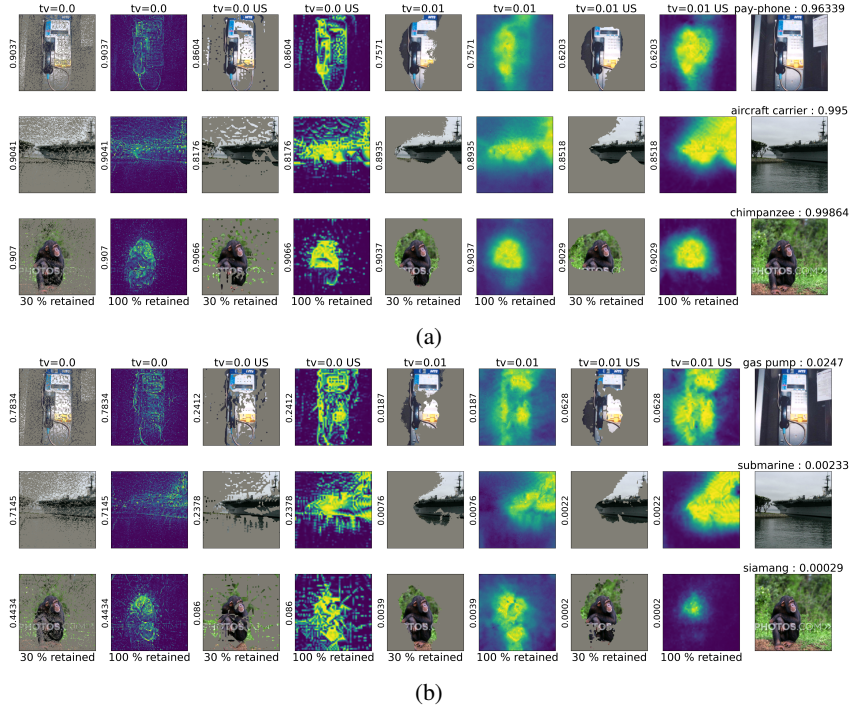 tv=0.0 tv=0.0 tv=0.0 US tv=0.0 US tv=0.01 tv=0.01 tv=0.01 US tv=0.01 US pay-phone : 0.96339
0.9037 0.9037 0.8604 0.8604 0.7571 0.7571 0.6203 0.6203
aircraft carrier : 0.995
0.9041 0.9041 0.8176 0.8176 0.8935 0.8935 0.8518 0.8518
chimpanzee : 0.99864
0.907 0.907 0.9066 0.9066 0.9037 0.9037 0.9029 0.9029
30 % retained 100 % retained 30 % retained 100 % retained 30 % retained 100 % retained 30 % retained 100 % retained
(a)
tv=0.0 tv=0.0 tv=0.0 US tv=0.0 US tv=0.01 tv=0.01 tv=0.01 US tv=0.01 US gas pump : 0.0247
0.7834 0.7834 0.2412 0.2412 0.0187 0.0187 0.0628 0.0628
submarine : 0.00233
0.7145 0.7145 0.2378 0.2378 0.0076 0.0076 0.0022 0.0022
siamang : 0.00029
0.4434 0.4434 0.086 0.086 0.0039 0.0039 0.0002 0.0002
30 % retained 100 % retained 30 % retained 100 % retained 30 % retained 100 % retained 30 % retained 100 % retained
(b)